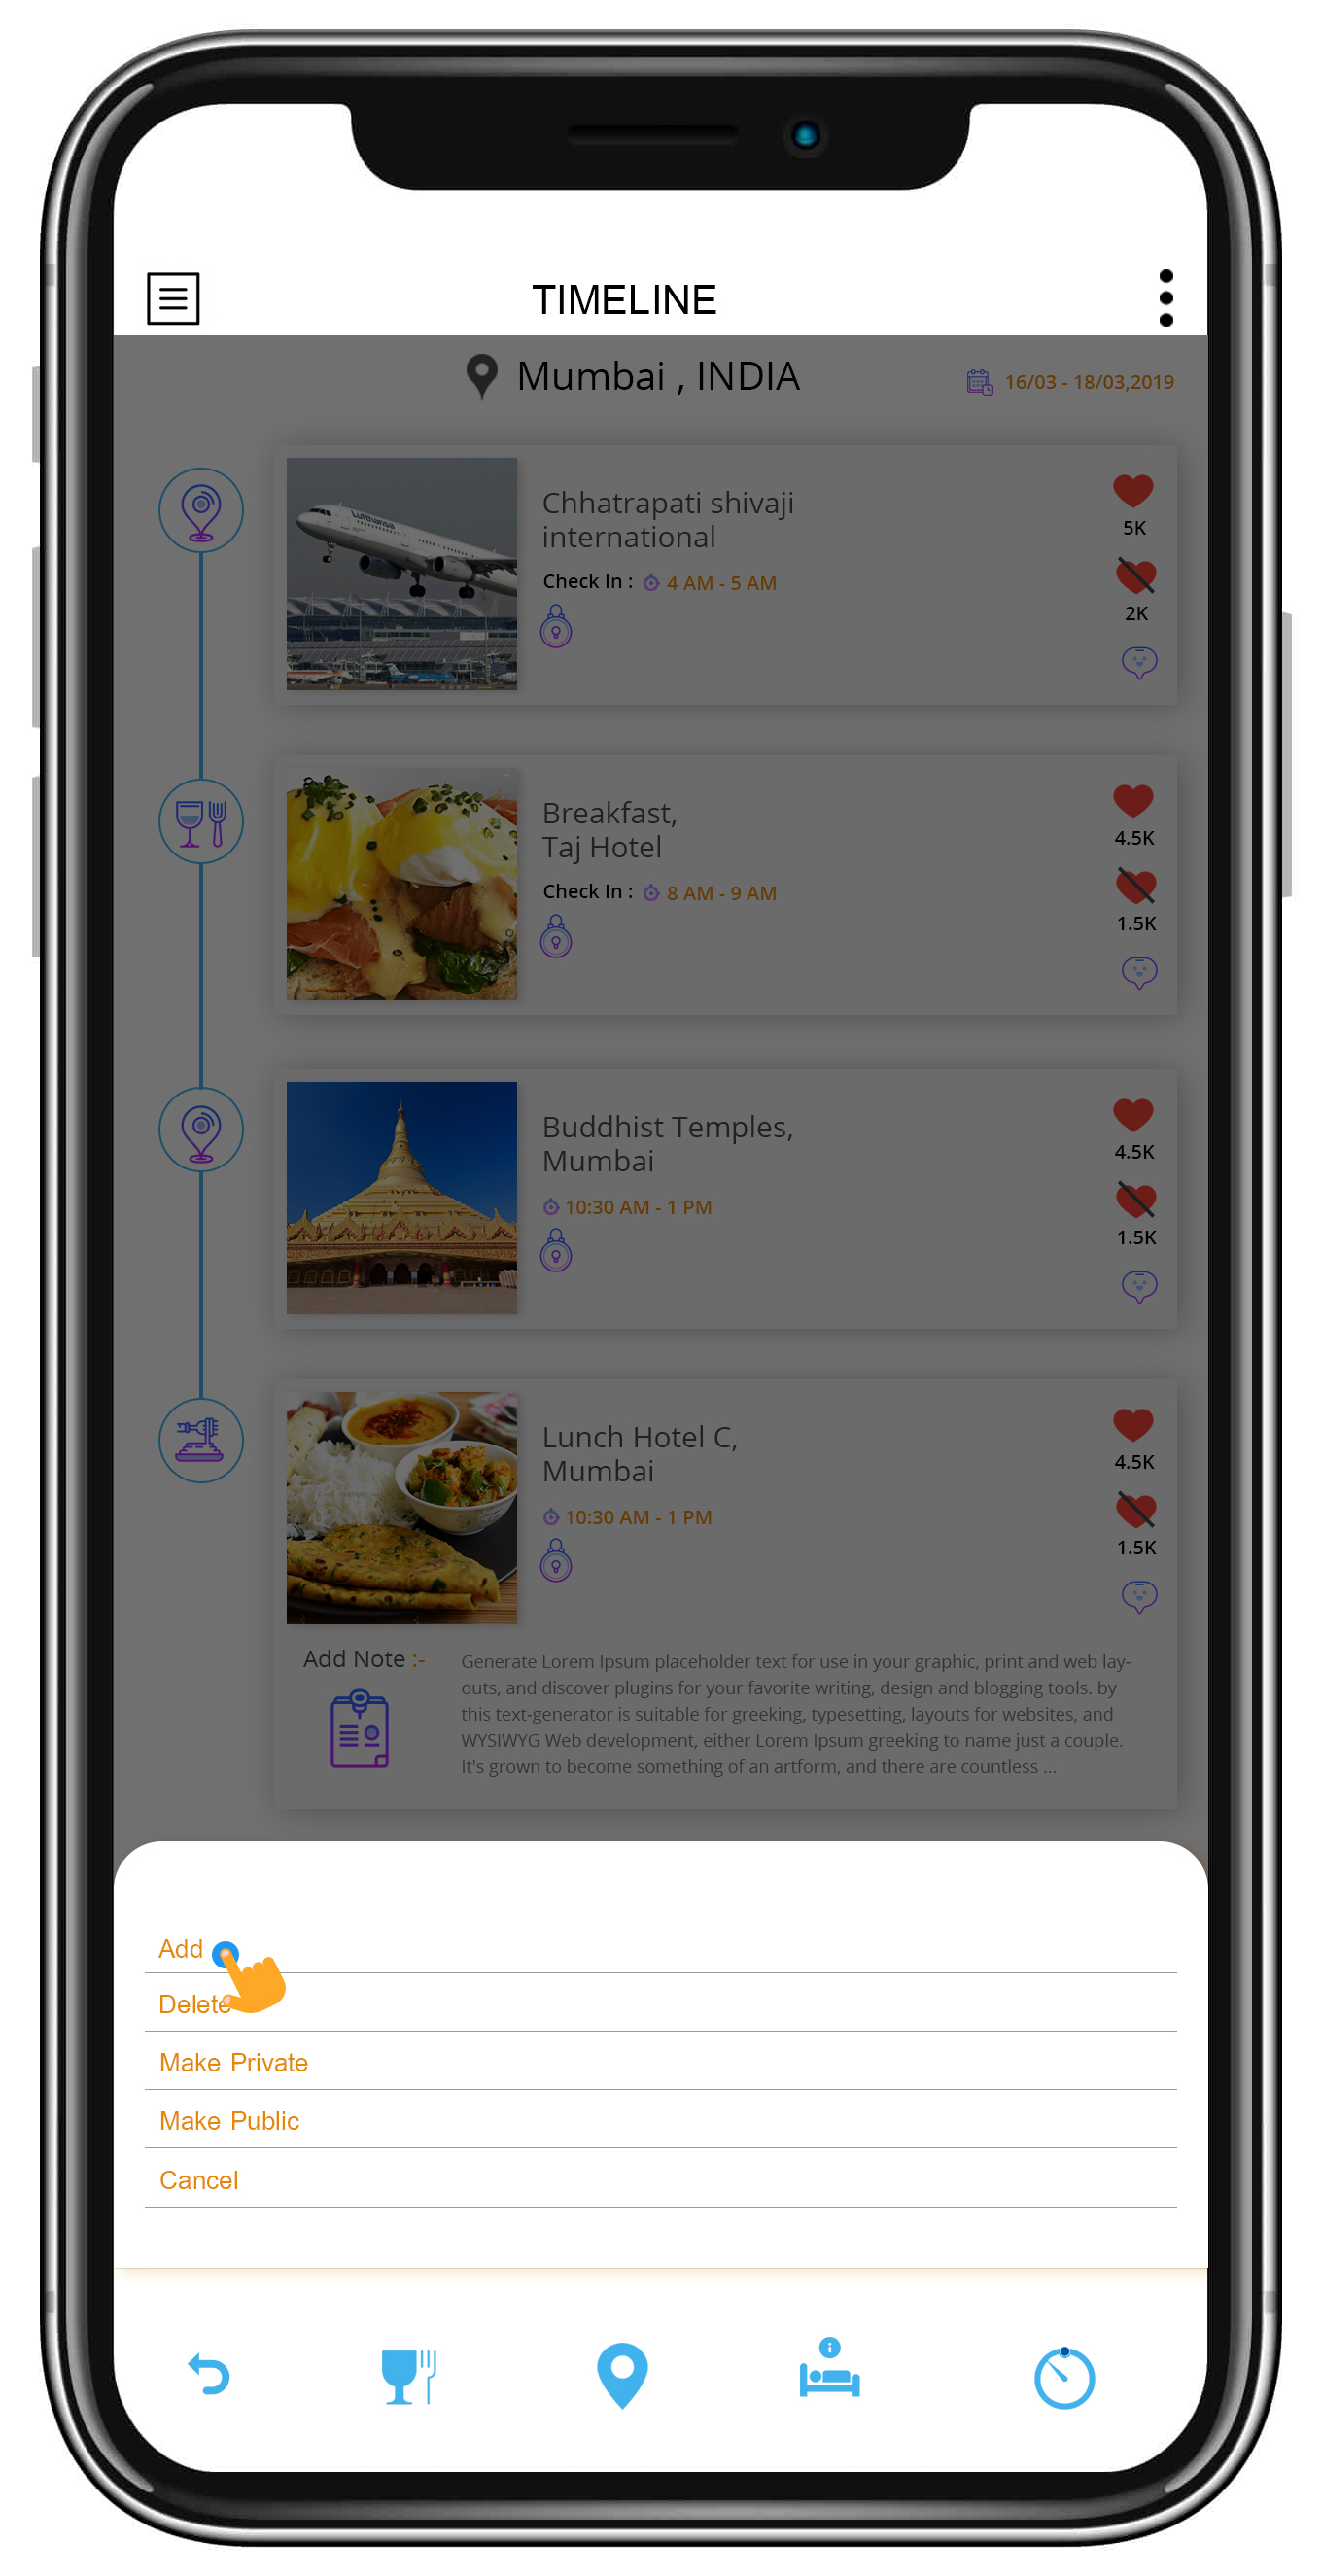 TIMELINE
Mumbai , INDIA
16/03 - 18/03,2019
Lufthansa
Chhatrapati shivaji
international
Check In : 4 AM - 5 AM
5K
2K
Breakfast,
Taj Hotel
Check In : 8 AM - 9 AM
4.5K
1.5K
Buddhist Temples,
Mumbai
10:30 AM - 1 PM
4.5K
1.5K
Lunch Hotel C,
Mumbai
10:30 AM - 1 PM
4.5K
1.5K
Add Note :-
Generate Lorem Ipsum placeholder text for use in your graphic, print and web lay-
outs, and discover plugins for your favorite writing, design and blogging tools. by
this text-generator is suitable for greeking, typesetting, layouts for websites, and
WYSIWYG Web development, either Lorem Ipsum greeking to name just a couple.
It's grown to become something of an artform, and there are countless ...
Add
Delete
Make Private
Make Public
Cancel